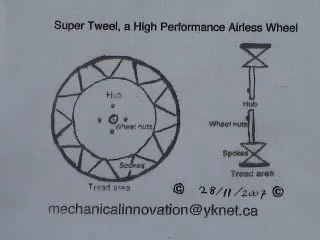 Super Tweel, a High Performance Airless Wheel
Hub
Wheel nuts
Spokes
Tread area
Hub
Wheel nuts
Spokes
Tread area
© 28/11/2007 ©
mechanicalinnovation@yknet.ca